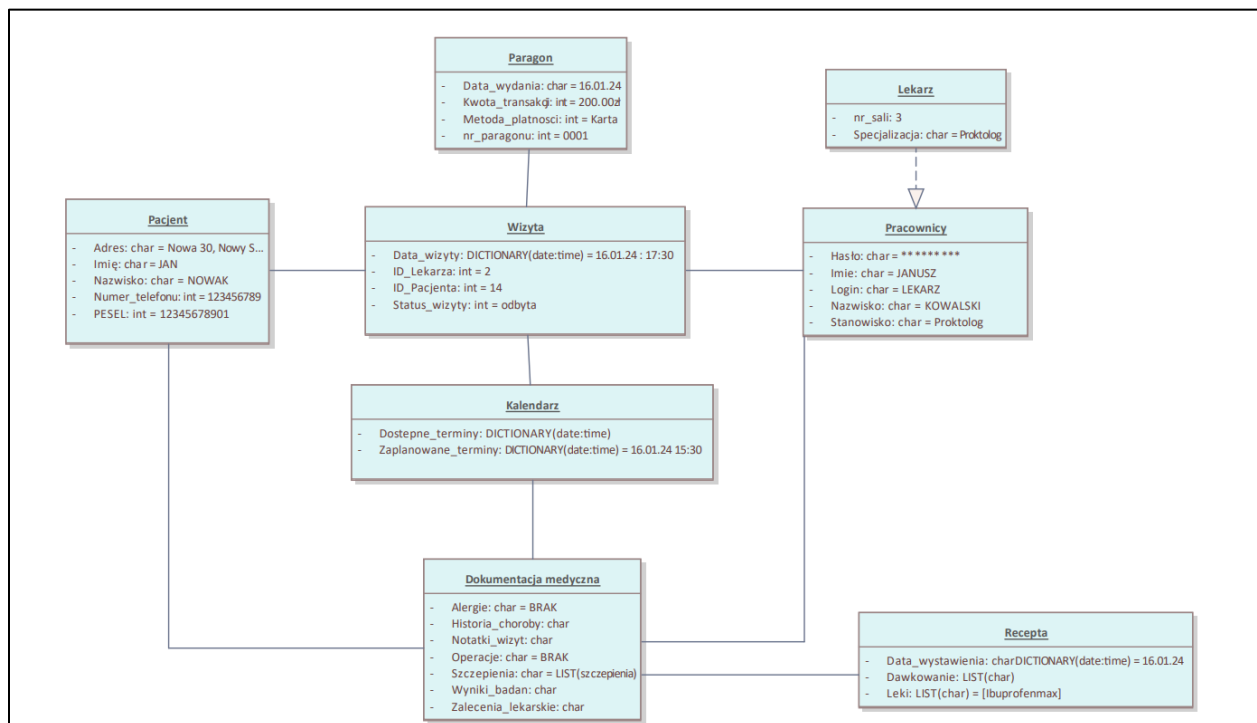 Paragon
- Data_wydania: char = 16.01.24
- Kwota_transakcji: int = 200.00zł
- Metoda_platnosci: int = Karta
- nr_paragonu: int = 0001
Lekarz
- nr_sali: 3
- Specjalizacja: char = Proktolog
Pacjent
- Adres: char = Nowa 30, Nowy S...
- Imię: char = JAN
- Nazwisko: char = NOWAK
- Numer_telefonu: int = 123456789
- PESEL: int = 12345678901
Wizyta
- Data_wizyty: DICTIONARY(date:time) = 16.01.24 : 17:30
- ID_Lekarza: int = 2
- ID_Pacjenta: int = 14
- Status_wizyty: int = odbyta
Pracownicy
- Hasło: char = *********
- Imie: char = JANUSZ
- Login: char = LEKARZ
- Nazwisko: char = KOWALSKI
- Stanowisko: char = Proktolog
Kalendarz
- Dostepne_terminy: DICTIONARY(date:time)
- Zaplanowane_terminy: DICTIONARY(date:time) = 16.01.24 15:30
Dokumentacja medyczna
- Alergie: char = BRAK
- Historia_choroby: char
- Notatki_wizyt: char
- Operacje: char = BRAK
- Szczepienia: char = LIST(szczepienia)
- Wyniki_badan: char
- Zalecenia_lekarskie: char
Recepta
- Data_wystawienia: charDICTIONARY(date:time) = 16.01.24
- Dawkowanie: LIST(char)
- Leki: LIST(char) = [Ibuprofenmax]